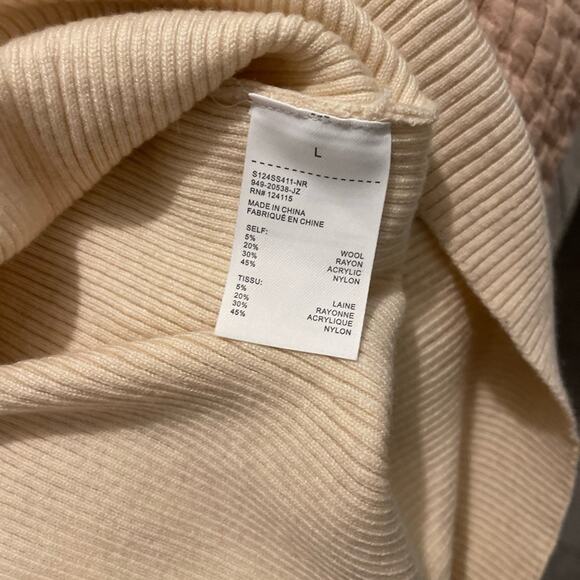 L
S124SS411-NR
949-20538-JZ
RN# 124115
MADE IN CHINA
FABRIQUÉ EN CHINE
SELF:
5% WOOL
20% RAYON
30% ACRYLIC
45% NYLON
TISSU:
5% LAINE
20% RAYONNE
30% ACRYLIQUE
45% NYLON